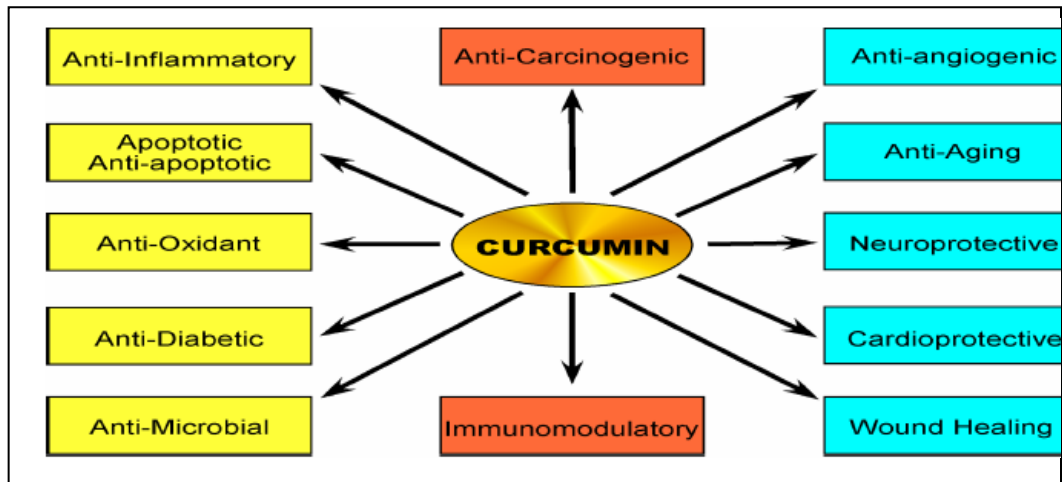 Anti-Inflammatory
Anti-Carcinogenic
Anti-angiogenic
Apoptotic
Anti-apoptotic
Anti-Aging
Anti-Oxidant
CURCUMIN
Neuroprotective
Anti-Diabetic
Cardioprotective
Anti-Microbial
Immunomodulatory
Wound Healing